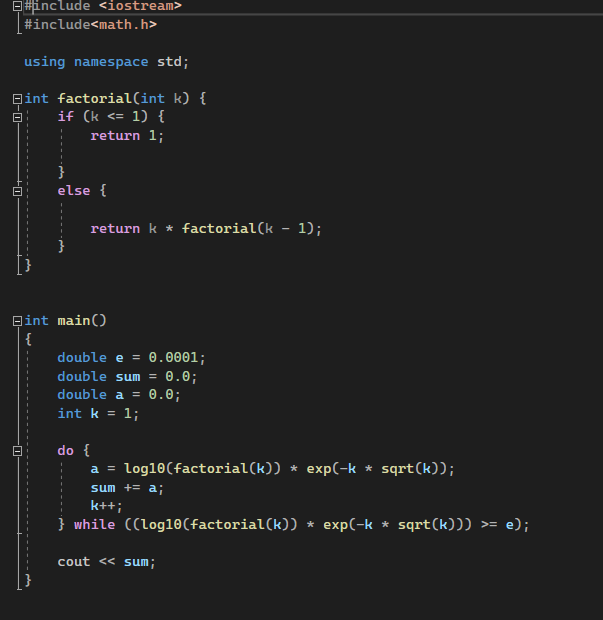 #include <iostream>
#include<math.h>

using namespace std;

int factorial(int k) {
    if (k <= 1) {
        return 1;

    }
    else {

        return k * factorial(k - 1);
    }
}


int main()
{
    double e = 0.0001;
    double sum = 0.0;
    double a = 0.0;
    int k = 1;

    do {
        a = log10(factorial(k)) * exp(-k * sqrt(k));
        sum += a;
        k++;
    } while ((log10(factorial(k)) * exp(-k * sqrt(k))) >= e);

    cout << sum;
}